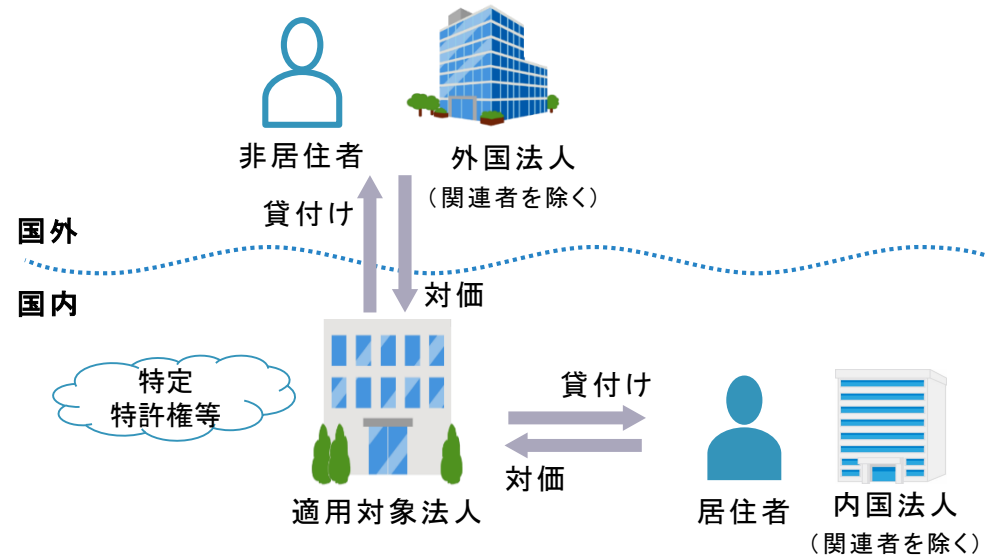 非居住者
外国法人
（関連者を除く）
貸付け
国外
国内
対価
特定
特許権等
貸付け
対価
適用対象法人
居住者
内国法人
（関連者を除く）